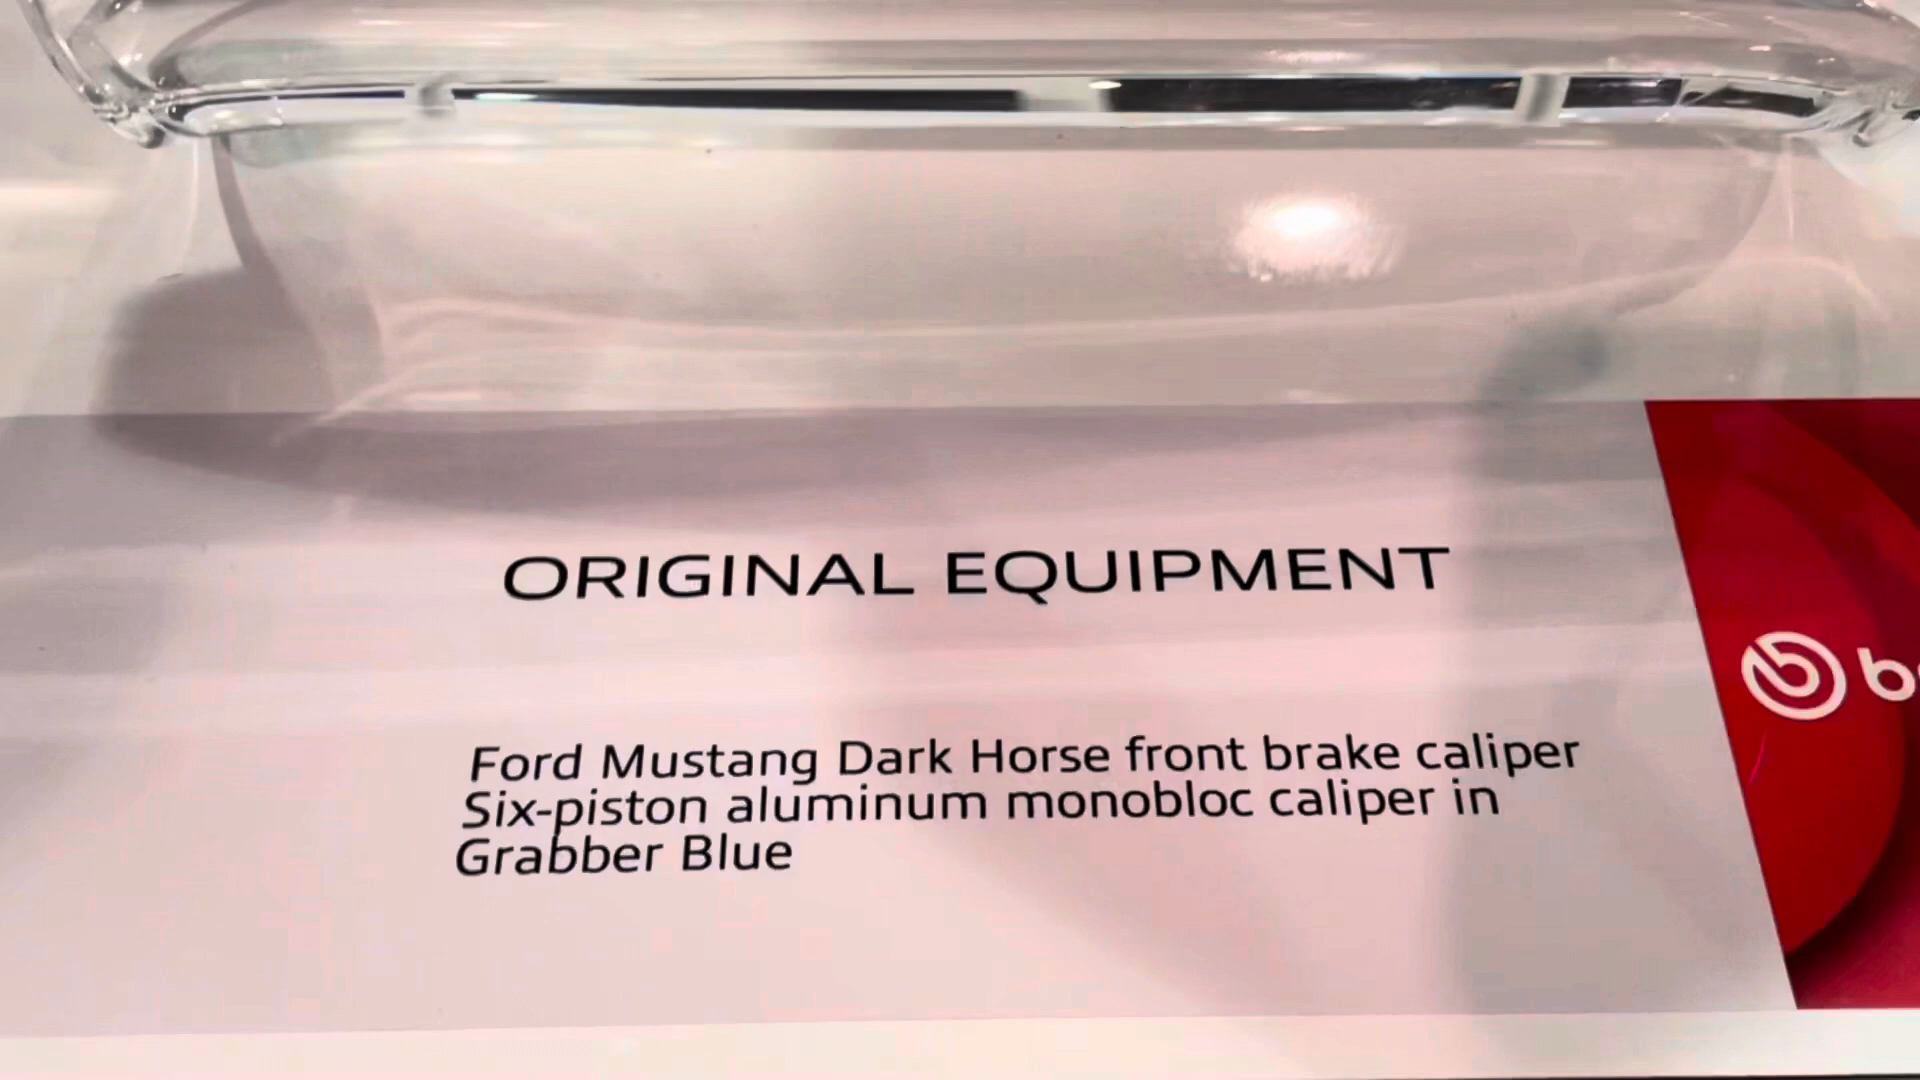 ORIGINAL EQUIPMENT
b
Ford Mustang Dark Horse front brake caliper
Six-piston aluminum monobloc caliper in
Grabber Blue